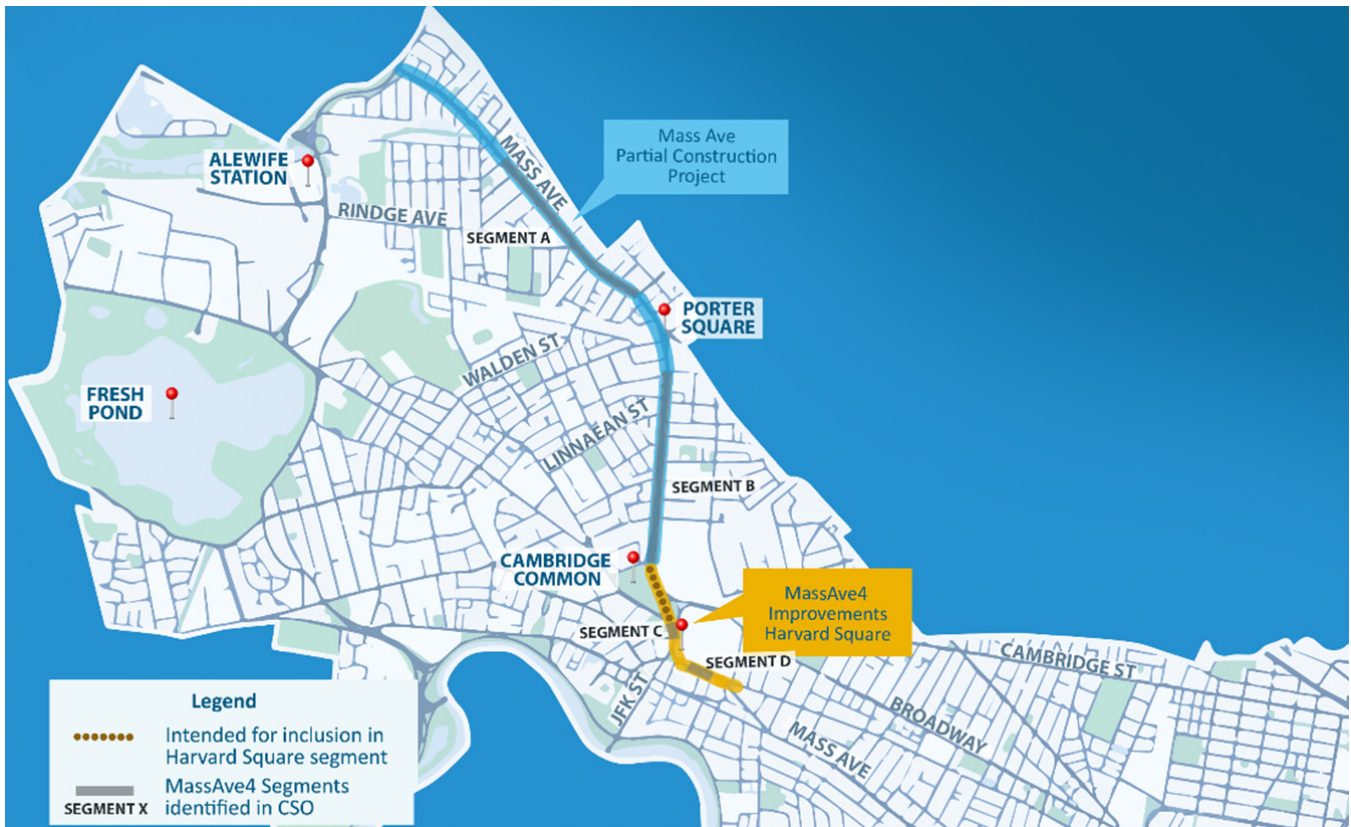 Mass Ave
Partial Construction
Project
MASS AVE
ALEWIFE
STATION
RINDGE AVE
SEGMENT A
PORTER
SQUARE
WALDEN ST
FRESH
POND
LINNAEAN ST
SEGMENT B
CAMBRIDGE
COMMON
MassAve4
Improvements
Harvard Square
SEGMENT C
SEGMENT D
CAMBRIDGE ST
JFK ST
BROADWAY
MASS AVE
Legend
Intended for inclusion in
Harvard Square segment
MassAve4 Segments
SEGMENT X identified in CSO